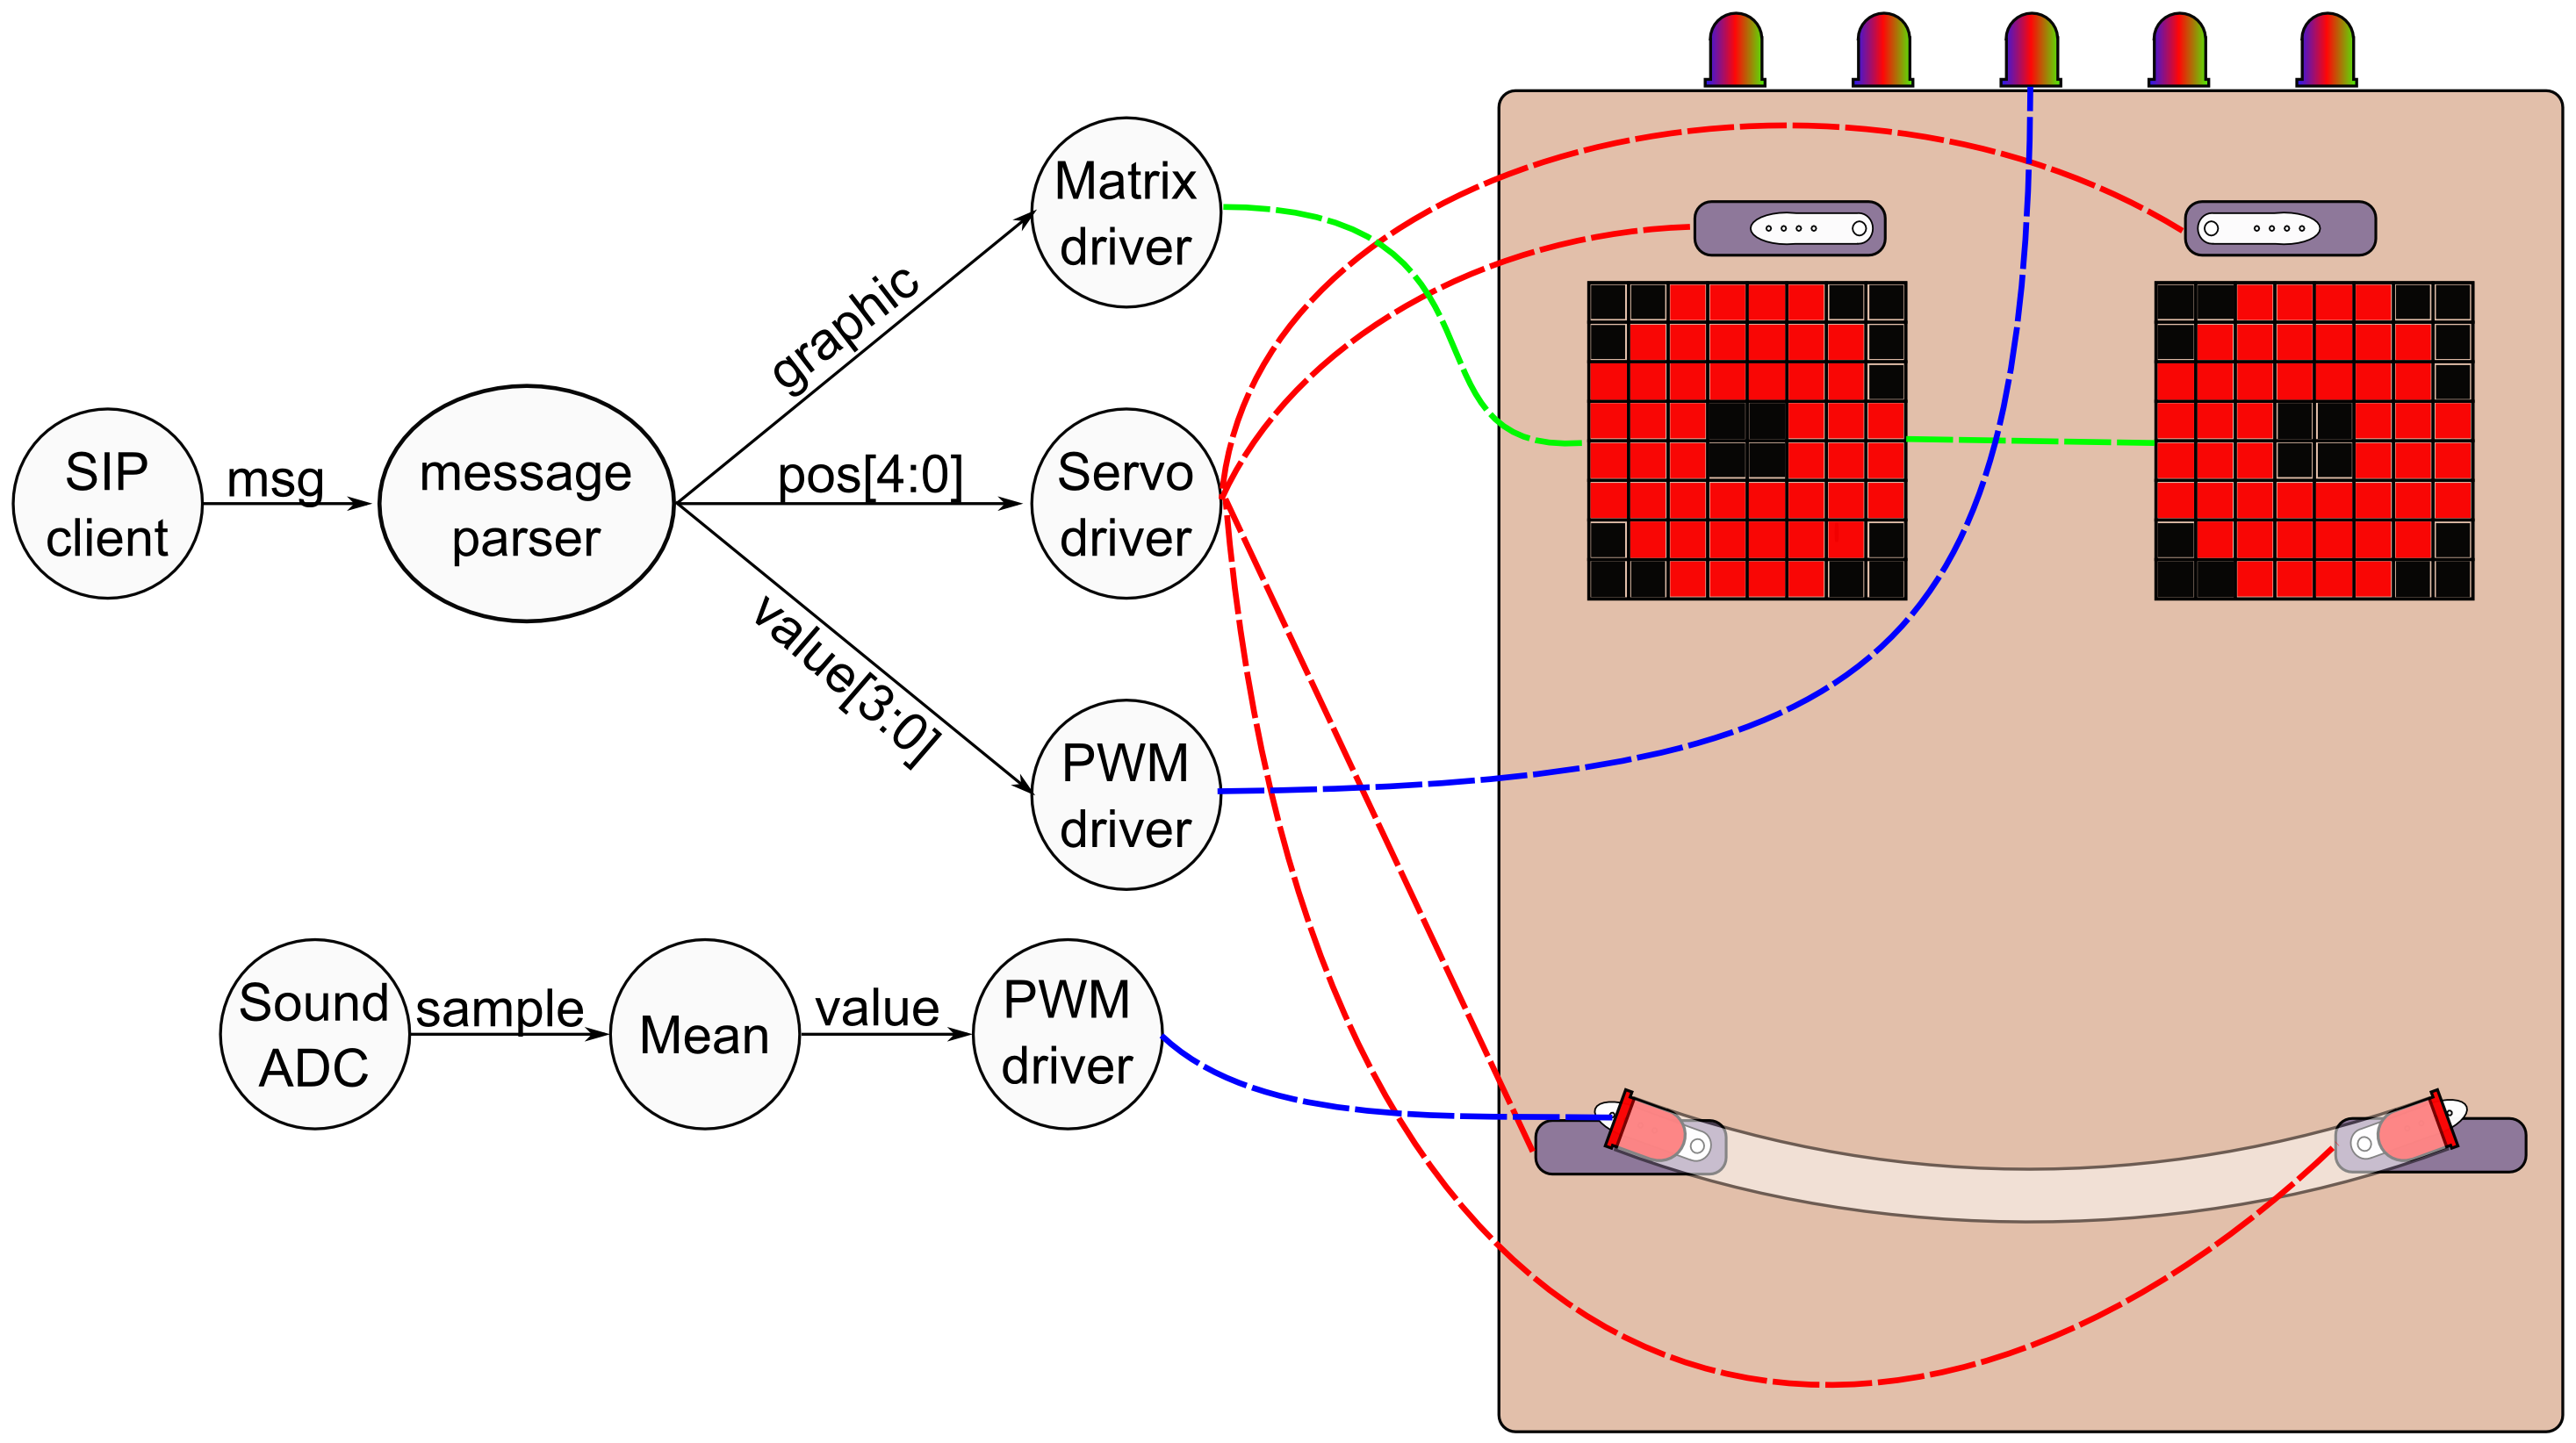 SIP
client
msg
message
parser
graphic
pos[4:0]
value[3:0]
Matrix
driver
Servo
driver
PWM
driver
Sound
ADC
sample
Mean
value
PWM
driver